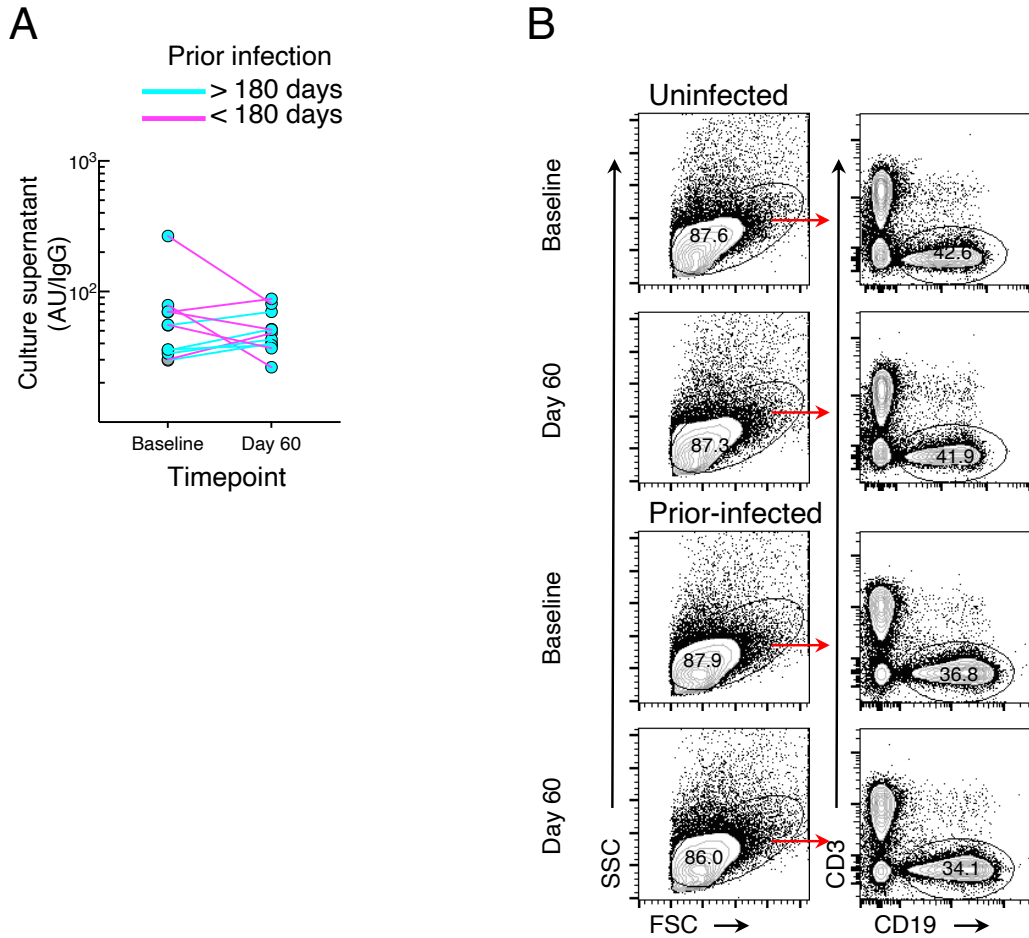 A
Prior infection
> 180 days
< 180 days
Culture supernatant
(AU/IgG)
10³
10²
Baseline
Day 60
Timepoint
B
Uninfected
Baseline
87.6
42.6
Day 60
87.3
41.9
Prior-infected
Baseline
87.9
36.8
Day 60
86.0
34.1
SSC
CD3
FSC
CD19